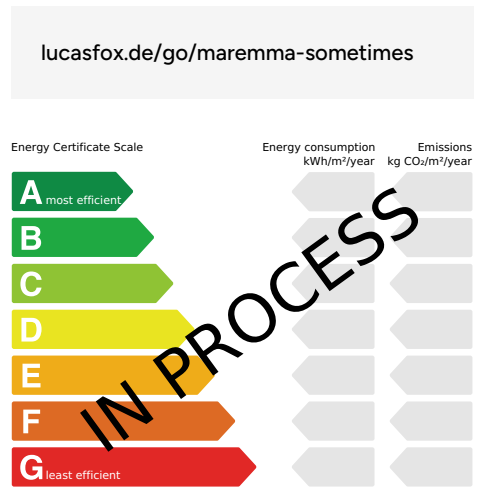 lucasfox.de/go/maremma-sometimes
Energy Certificate Scale
Energy consumption
kWh/m²/year
Emissions
kg CO₂/m²/year
A most efficient
B
C
D
E
F
G least efficient
IN PROCESS